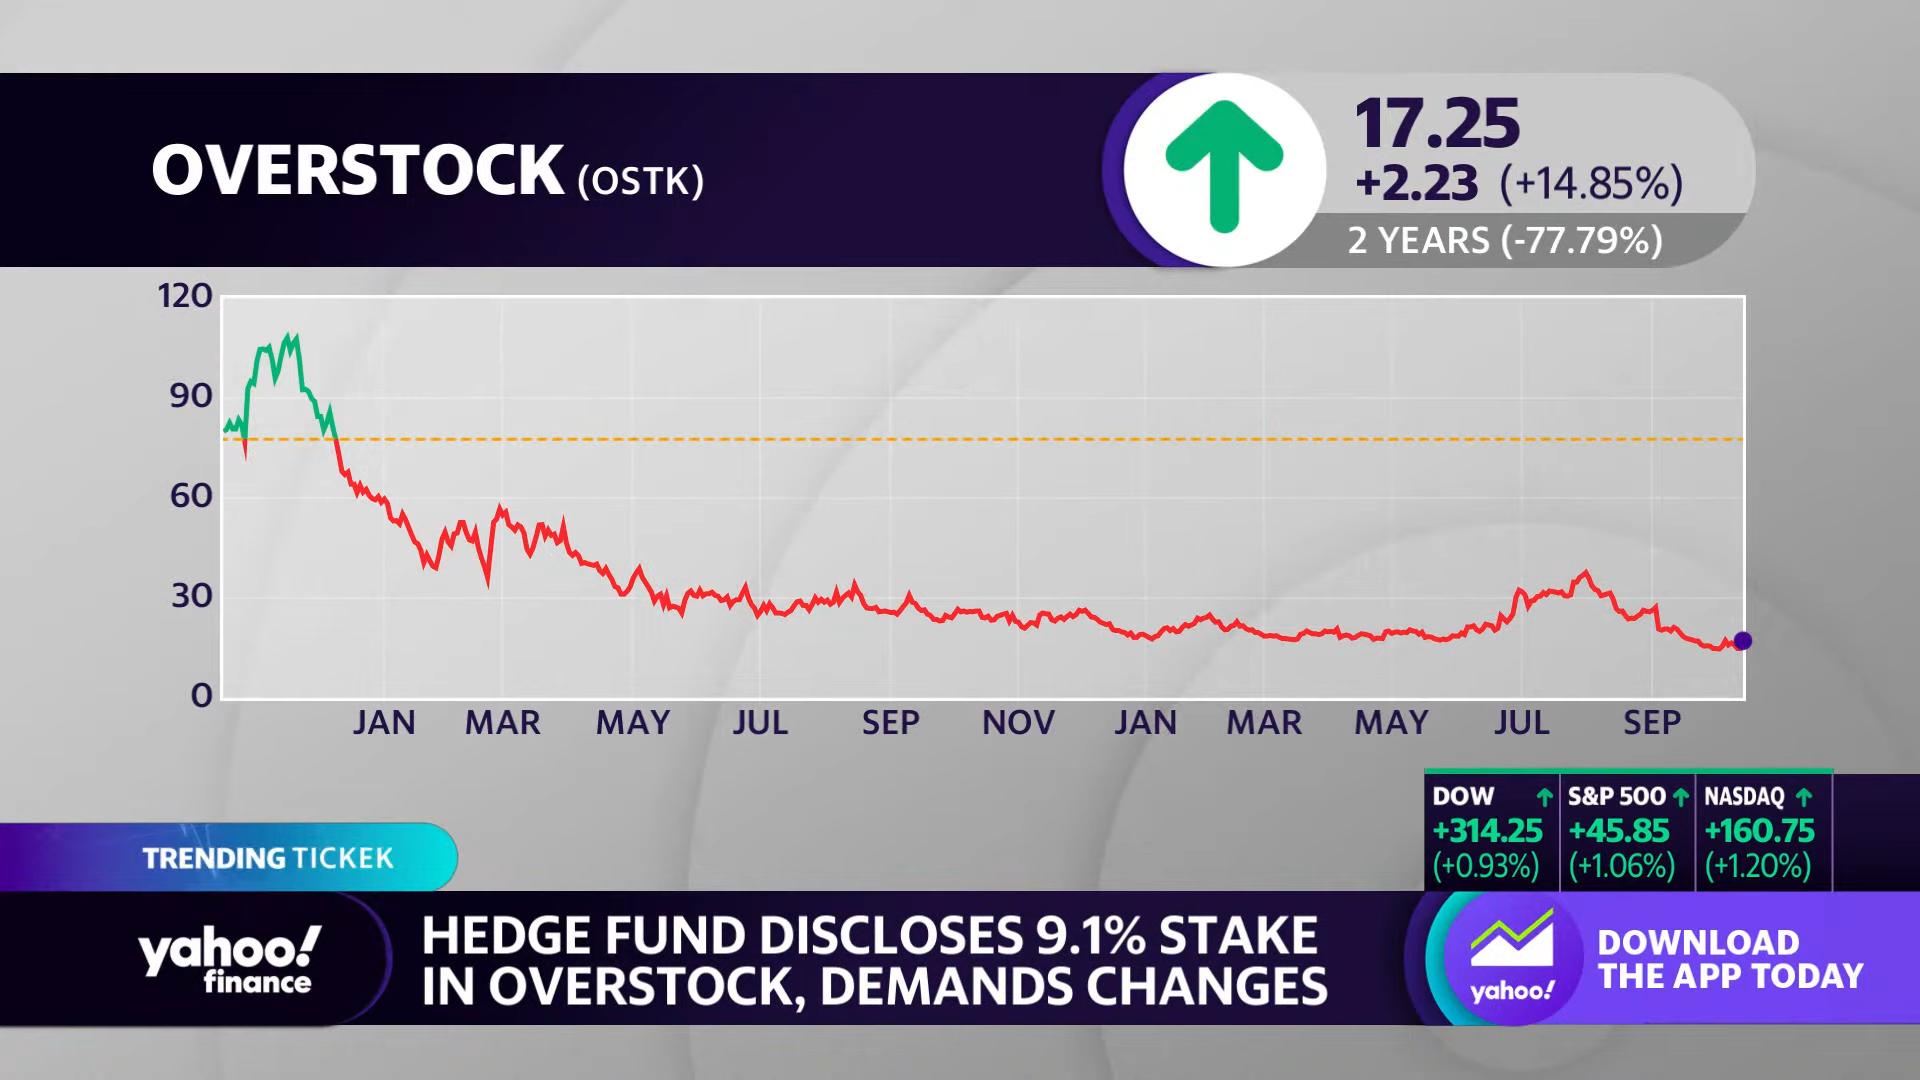 OVERSTOCK (OSTK)
17.25
+2.23 (+14.85%)
2 YEARS (-77.79%)
120
90
60
30
0
JAN MAR MAY JUL SEP NOV JAN MAR MAY JUL SEP
DOW S&P 500 NASDAQ
+314.25 +45.85 +160.75
(+0.93%) (+1.06%) (+1.20%)
TRENDING TICKEK
yahoo!
finance
HEDGE FUND DISCLOSES 9.1% STAKE
IN OVERSTOCK, DEMANDS CHANGES
yahoo!
DOWNLOAD
THE APP TODAY